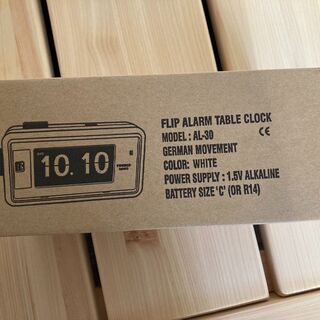 FLIP ALARM TABLE CLOCK
MODEL: AL-30
CE
GERMAN MOVEMENT
COLOR: WHITE
POWER SUPPLY : 1.5V ALKALINE
BATTERY SIZE 'C' (OR R14)
10. 10